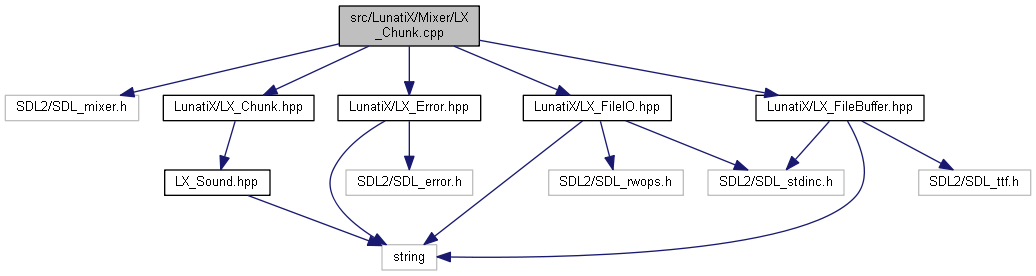 src/LunatiX/Mixer/LX
_Chunk.cpp
SDL2/SDL_mixer.h
LunatiX/LX_Chunk.hpp
LunatiX/LX_Error.hpp
LunatiX/LX_FileIO.hpp
LunatiX/LX_FileBuffer.hpp
LX_Sound.hpp
SDL2/SDL_error.h
SDL2/SDL_rwops.h
SDL2/SDL_stdinc.h
SDL2/SDL_ttf.h
string